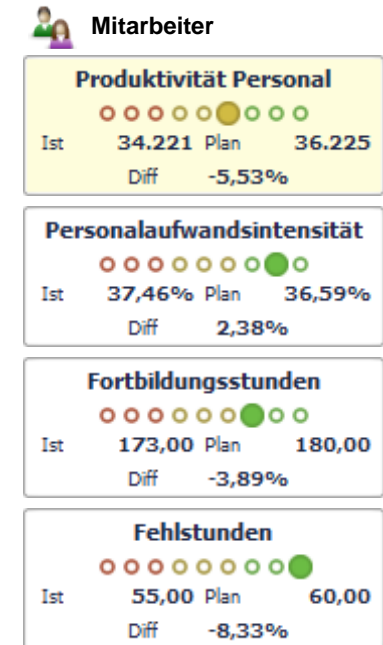 Mitarbeiter
Produktivität Personal
Ist 34.221 Plan 36.225
Diff -5,53%
Personalaufwandsintensität
Ist 37,46% Plan 36,59%
Diff 2,38%
Fortbildungsstunden
Ist 173,00 Plan 180,00
Diff -3,89%
Fehlstunden
Ist 55,00 Plan 60,00
Diff -8,33%